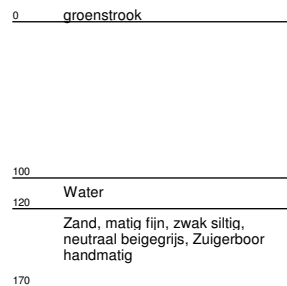 0 groenstrook
100
Water
120
Zand, matig fijn, zwak siltig,
neutraal beigegrijs, Zuigerboor
handmatig
170